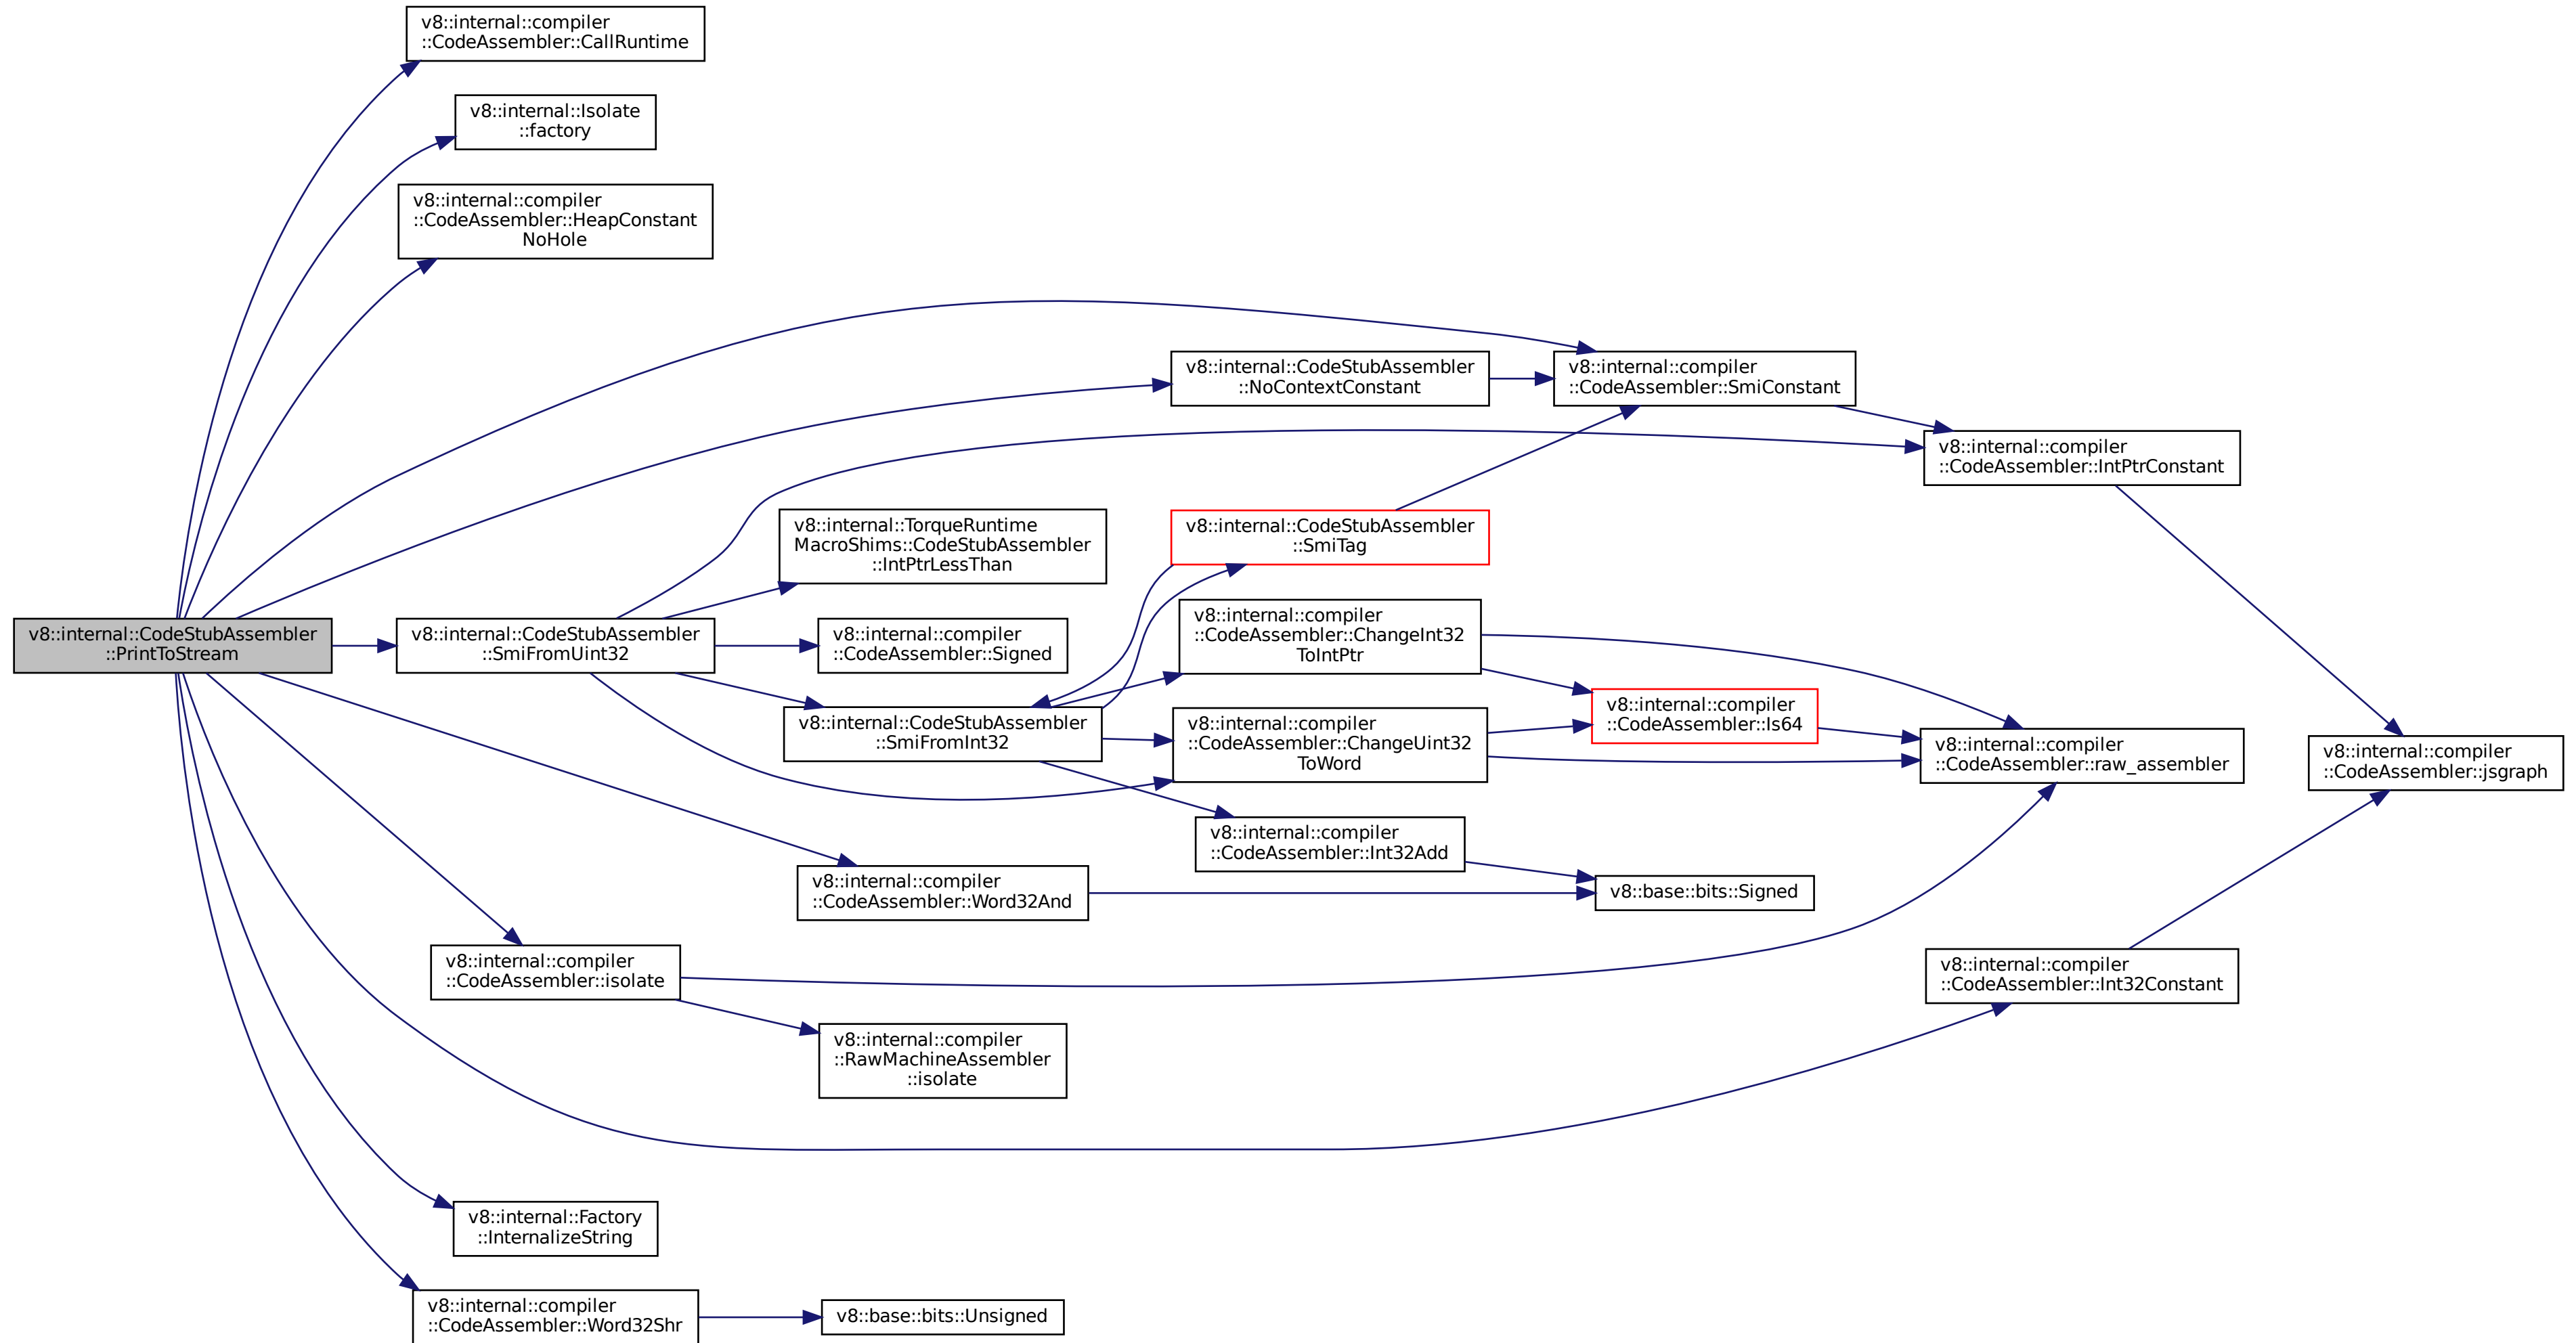 v8::internal::compiler
::CodeAssembler::CallRuntime
v8::internal::Isolate
::factory
v8::internal::compiler
::CodeAssembler::HeapConstant
NoHole
v8::internal::CodeStubAssembler
::NoContextConstant
v8::internal::compiler
::CodeAssembler::SmiConstant
v8::internal::compiler
::CodeAssembler::IntPtrConstant
v8::internal::TorqueRuntime
MacroShims::CodeStubAssembler
::IntPtrLessThan
v8::internal::CodeStubAssembler
::SmiTag
v8::internal::CodeStubAssembler
::PrintToStream
v8::internal::CodeStubAssembler
::SmiFromUint32
v8::internal::compiler
::CodeAssembler::Signed
v8::internal::compiler
::CodeAssembler::ChangeInt32
ToIntPtr
v8::internal::CodeStubAssembler
::SmiFromInt32
v8::internal::compiler
::CodeAssembler::ChangeUint32
ToWord
v8::internal::compiler
::CodeAssembler::Is64
v8::internal::compiler
::CodeAssembler::raw_assembler
v8::internal::compiler
::CodeAssembler::jsgraph
v8::internal::compiler
::CodeAssembler::Int32Add
v8::internal::compiler
::CodeAssembler::Word32And
v8::base::bits::Signed
v8::internal::compiler
::CodeAssembler::isolate
v8::internal::compiler
::CodeAssembler::Int32Constant
v8::internal::compiler
::RawMachineAssembler
::isolate
v8::internal::Factory
::InternalizeString
v8::internal::compiler
::CodeAssembler::Word32Shr
v8::base::bits::Unsigned